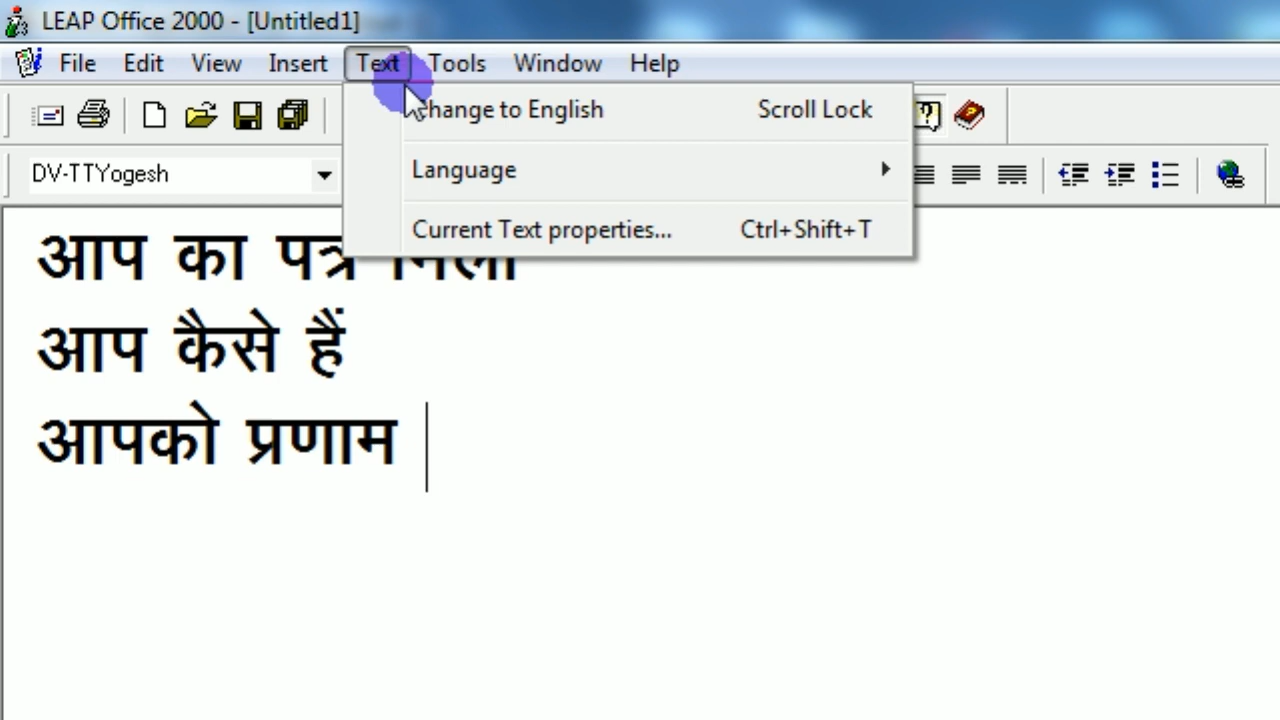 LEAP Office 2000 - [Untitled1]
File Edit View Insert Text Tools Window Help
Change to English Scroll Lock
DV-TTYogesh
Language
Current Text properties... Ctrl+Shift+T
आप का पत्र मिला
आप कैसे हैं
आपको प्रणाम